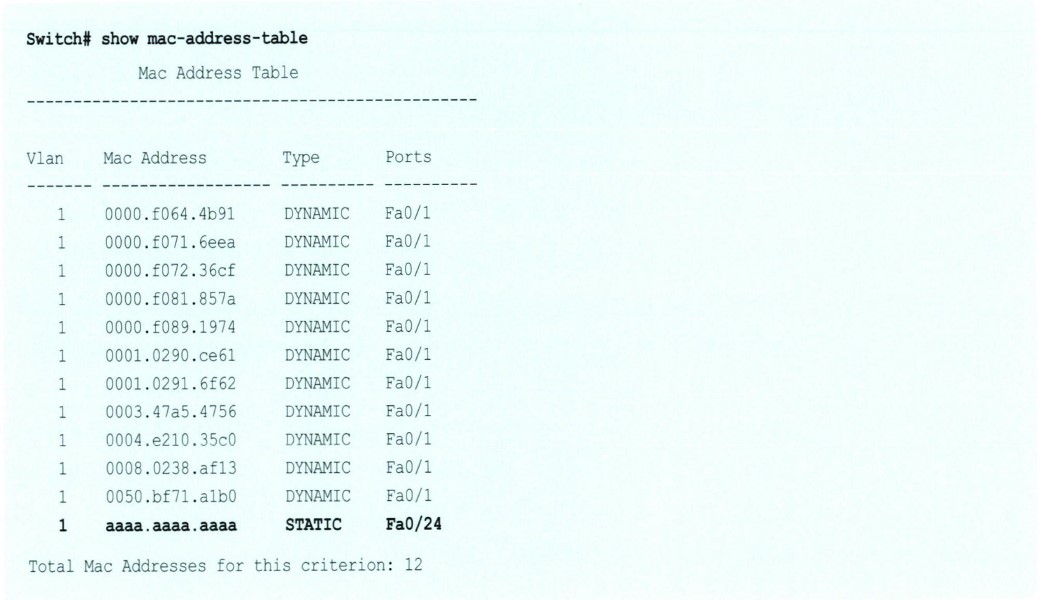 Switch# show mac-address-table
Mac Address Table
-----------------------------------------------
Vlan Mac Address Type Ports
------- ------------------ ---------- ----------
1 0000.f064.4b91 DYNAMIC Fa0/1
1 0000.f071.6eea DYNAMIC Fa0/1
1 0000.f072.36cf DYNAMIC Fa0/1
1 0000.f081.857a DYNAMIC Fa0/1
1 0000.f089.1974 DYNAMIC Fa0/1
1 0001.0290.ce61 DYNAMIC Fa0/1
1 0001.0291.6f62 DYNAMIC Fa0/1
1 0003.47a5.4756 DYNAMIC Fa0/1
1 0004.e210.35c0 DYNAMIC Fa0/1
1 0008.0238.af13 DYNAMIC Fa0/1
1 0050.bf71.a1b0 DYNAMIC Fa0/1
1 aaaa.aaaa.aaaa STATIC Fa0/24
Total Mac Addresses for this criterion: 12